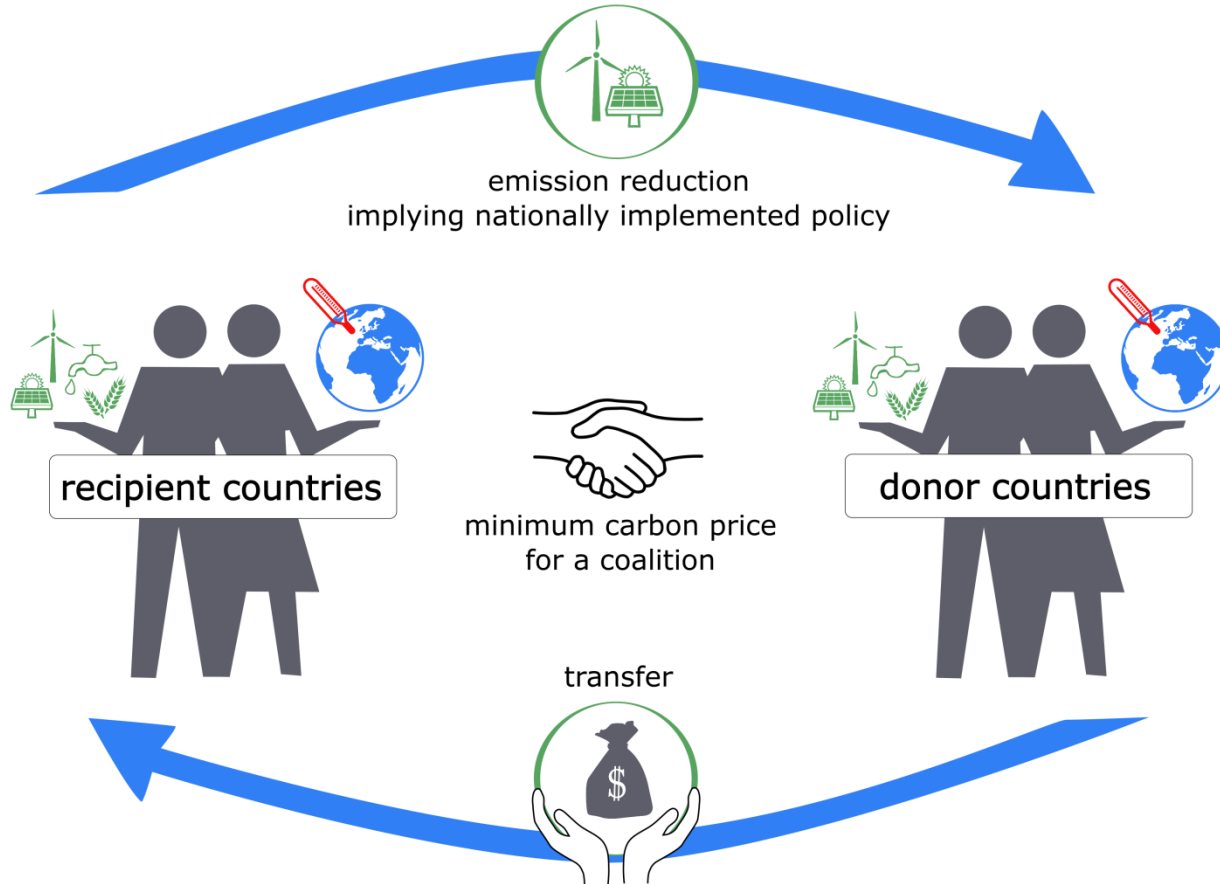 emission reduction
implying nationally implemented policy
recipient countries
donor countries
minimum carbon price
for a coalition
transfer
$